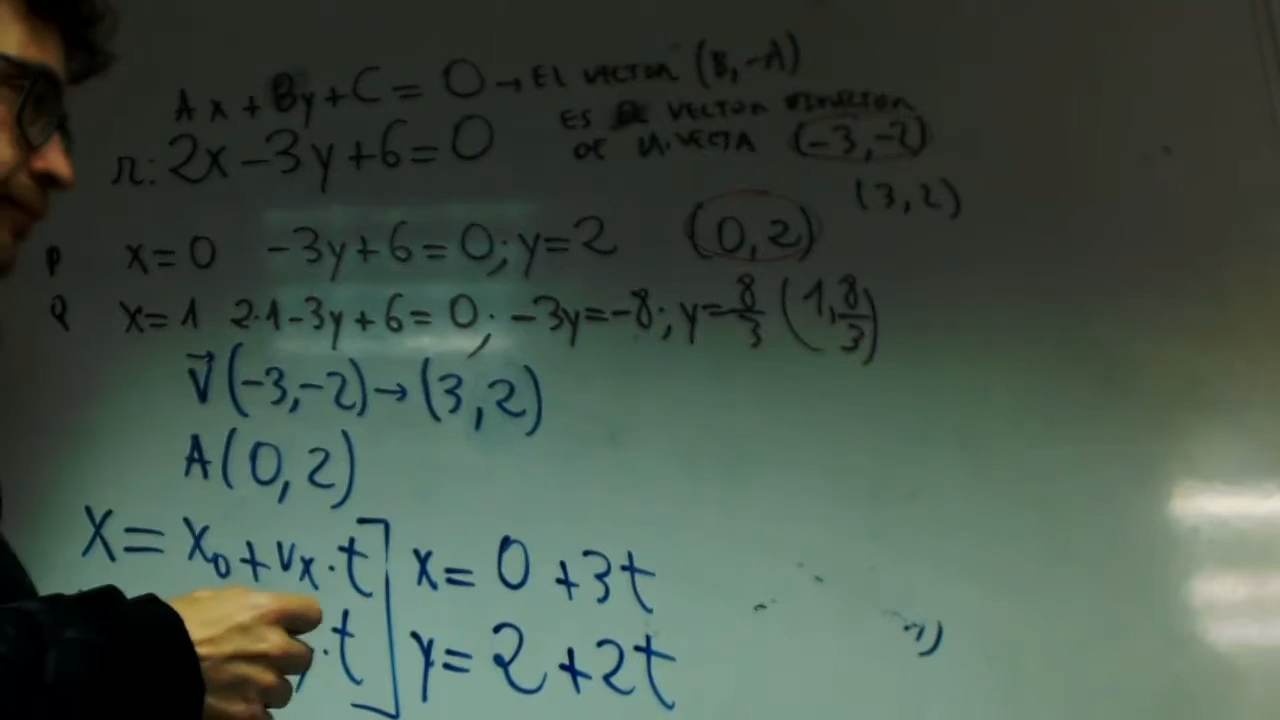 Ax + By + C = 0 → EL VECTOR (B, -A)
ES VECTOR DIRECTOR
DE LA RECTA (-3, -2)
r: 2x - 3y + 6 = 0
(3, 2)
P x = 0 -3y + 6 = 0; y = 2 (0, 2)
Q x = 1 2·1 - 3y + 6 = 0; -3y = -8; y = 8/3 (1, 8/3)
V⃗ (-3, -2) → (3, 2)
A (0, 2)
X = x₀ + vx · t ] x = 0 + 3t
· t ] y = 2 + 2t